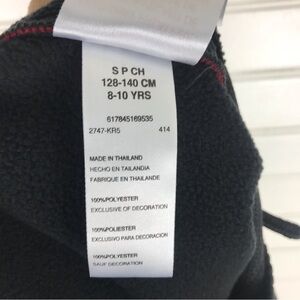 S P CH
128-140 CM
8-10 YRS
617845169535
2747-KR5 414
MADE IN THAILAND
HECHO EN TAILANDIA
FABRIQUE EN THAILANDE
100%POLYESTER
EXCLUSIVE OF DECORATION
100%POLYESTER
EXCLUSIVO PARA DECORACION
100%POLYESTER
SAUF DECORATION